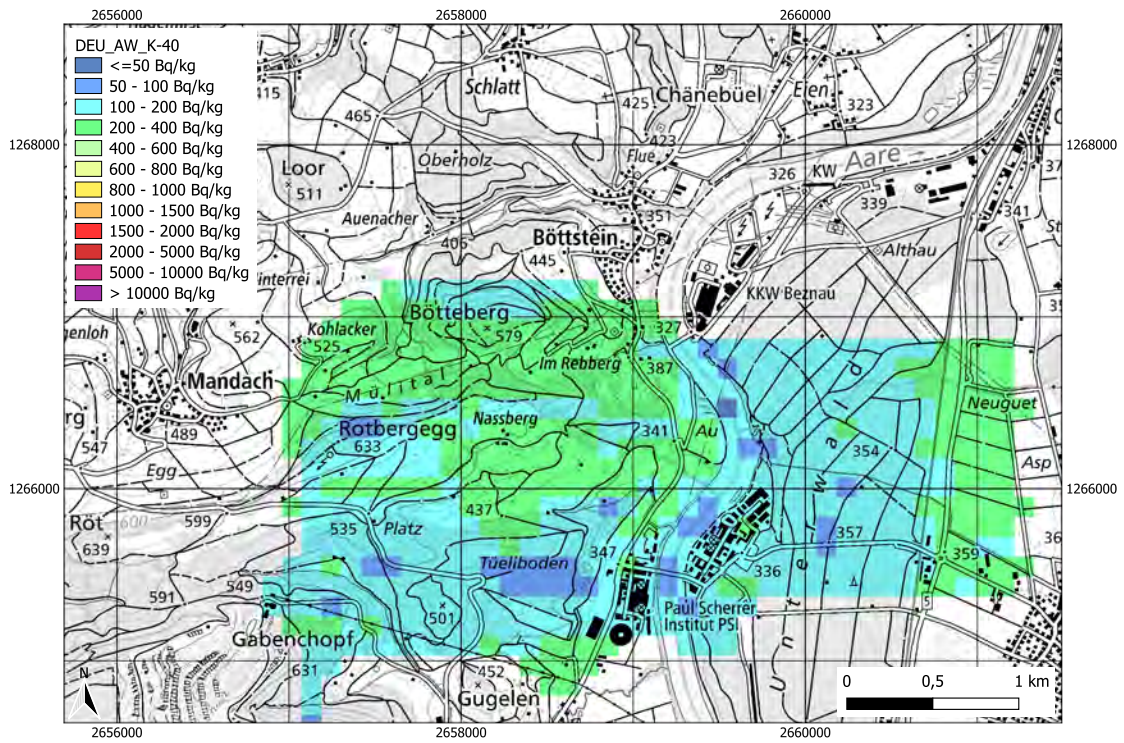 2656000 2658000 2660000
DEU_AW_K-40
<=50 Bq/kg
50 - 100 Bq/kg
100 - 200 Bq/kg
200 - 400 Bq/kg
400 - 600 Bq/kg
600 - 800 Bq/kg
800 - 1000 Bq/kg
1000 - 1500 Bq/kg
1500 - 2000 Bq/kg
2000 - 5000 Bq/kg
5000 - 10000 Bq/kg
> 10000 Bq/kg
415
465
Schlatt
425
Chänebüel
Eien
323
423
1268000
1268000
Loor
511
Oberholz
Flue
326
KW
Aare
339
341
Auenacher
405
351
Böttstein
445
Althau
KKW Beznau
interrei
562
Kohlacker
525
Bötteberg
579
327
Im Rebberg
387
Mandach
Mülital
489
Rotbergegg
633
Nassberg
341
Au
354
Neuguet
547
Egg
Asp
1266000
1266000
Röt
600
599
639
535
Platz
437
347
357
359
Unterwald
336
Tüeliboden
549
591
501
Paul Scherrer
Institut PSI
5
Gabenchopf
631
452
Gugelen
N
0 0,5 1 km
2656000 2658000 2660000